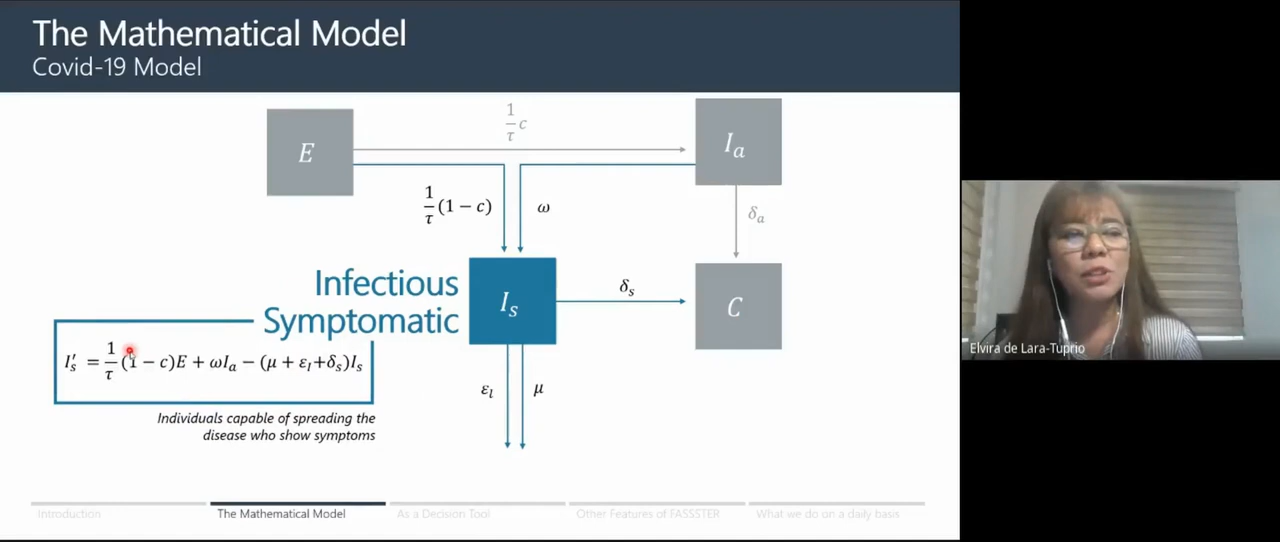 The Mathematical Model
Covid-19 Model
1/τ c
E
I_a
1/τ (1 − c)
ω
δ_a
Infectious
Symptomatic
I_s
δ_s
C
I_s′ = 1/τ (1 − c)E + ωI_a − (μ + ε_l+δ_s)I_s
ε_l
μ
Individuals capable of spreading the
disease who show symptoms
Elvira de Lara-Tuprio
Introduction
The Mathematical Model
As a Decision Tool
Other Features of FASSSTER
What we do on a daily basis